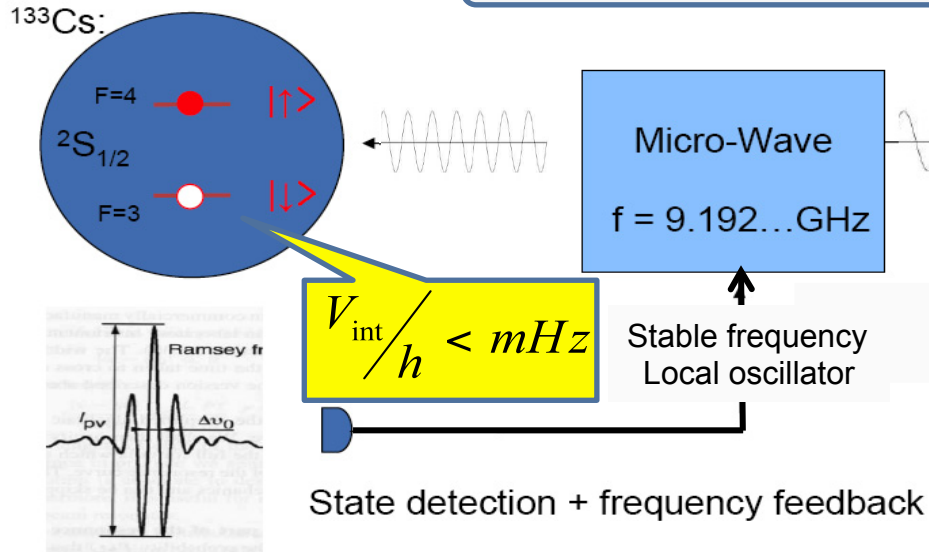 ¹³³Cs:
F=4
|↑>
²S₁/₂
F=3
|↓>
Micro-Wave
f = 9.192...GHz
V_int/h < mHz
Stable frequency
Local oscillator
Ramsey fr
I_pv
Δυ₀
State detection + frequency feedback